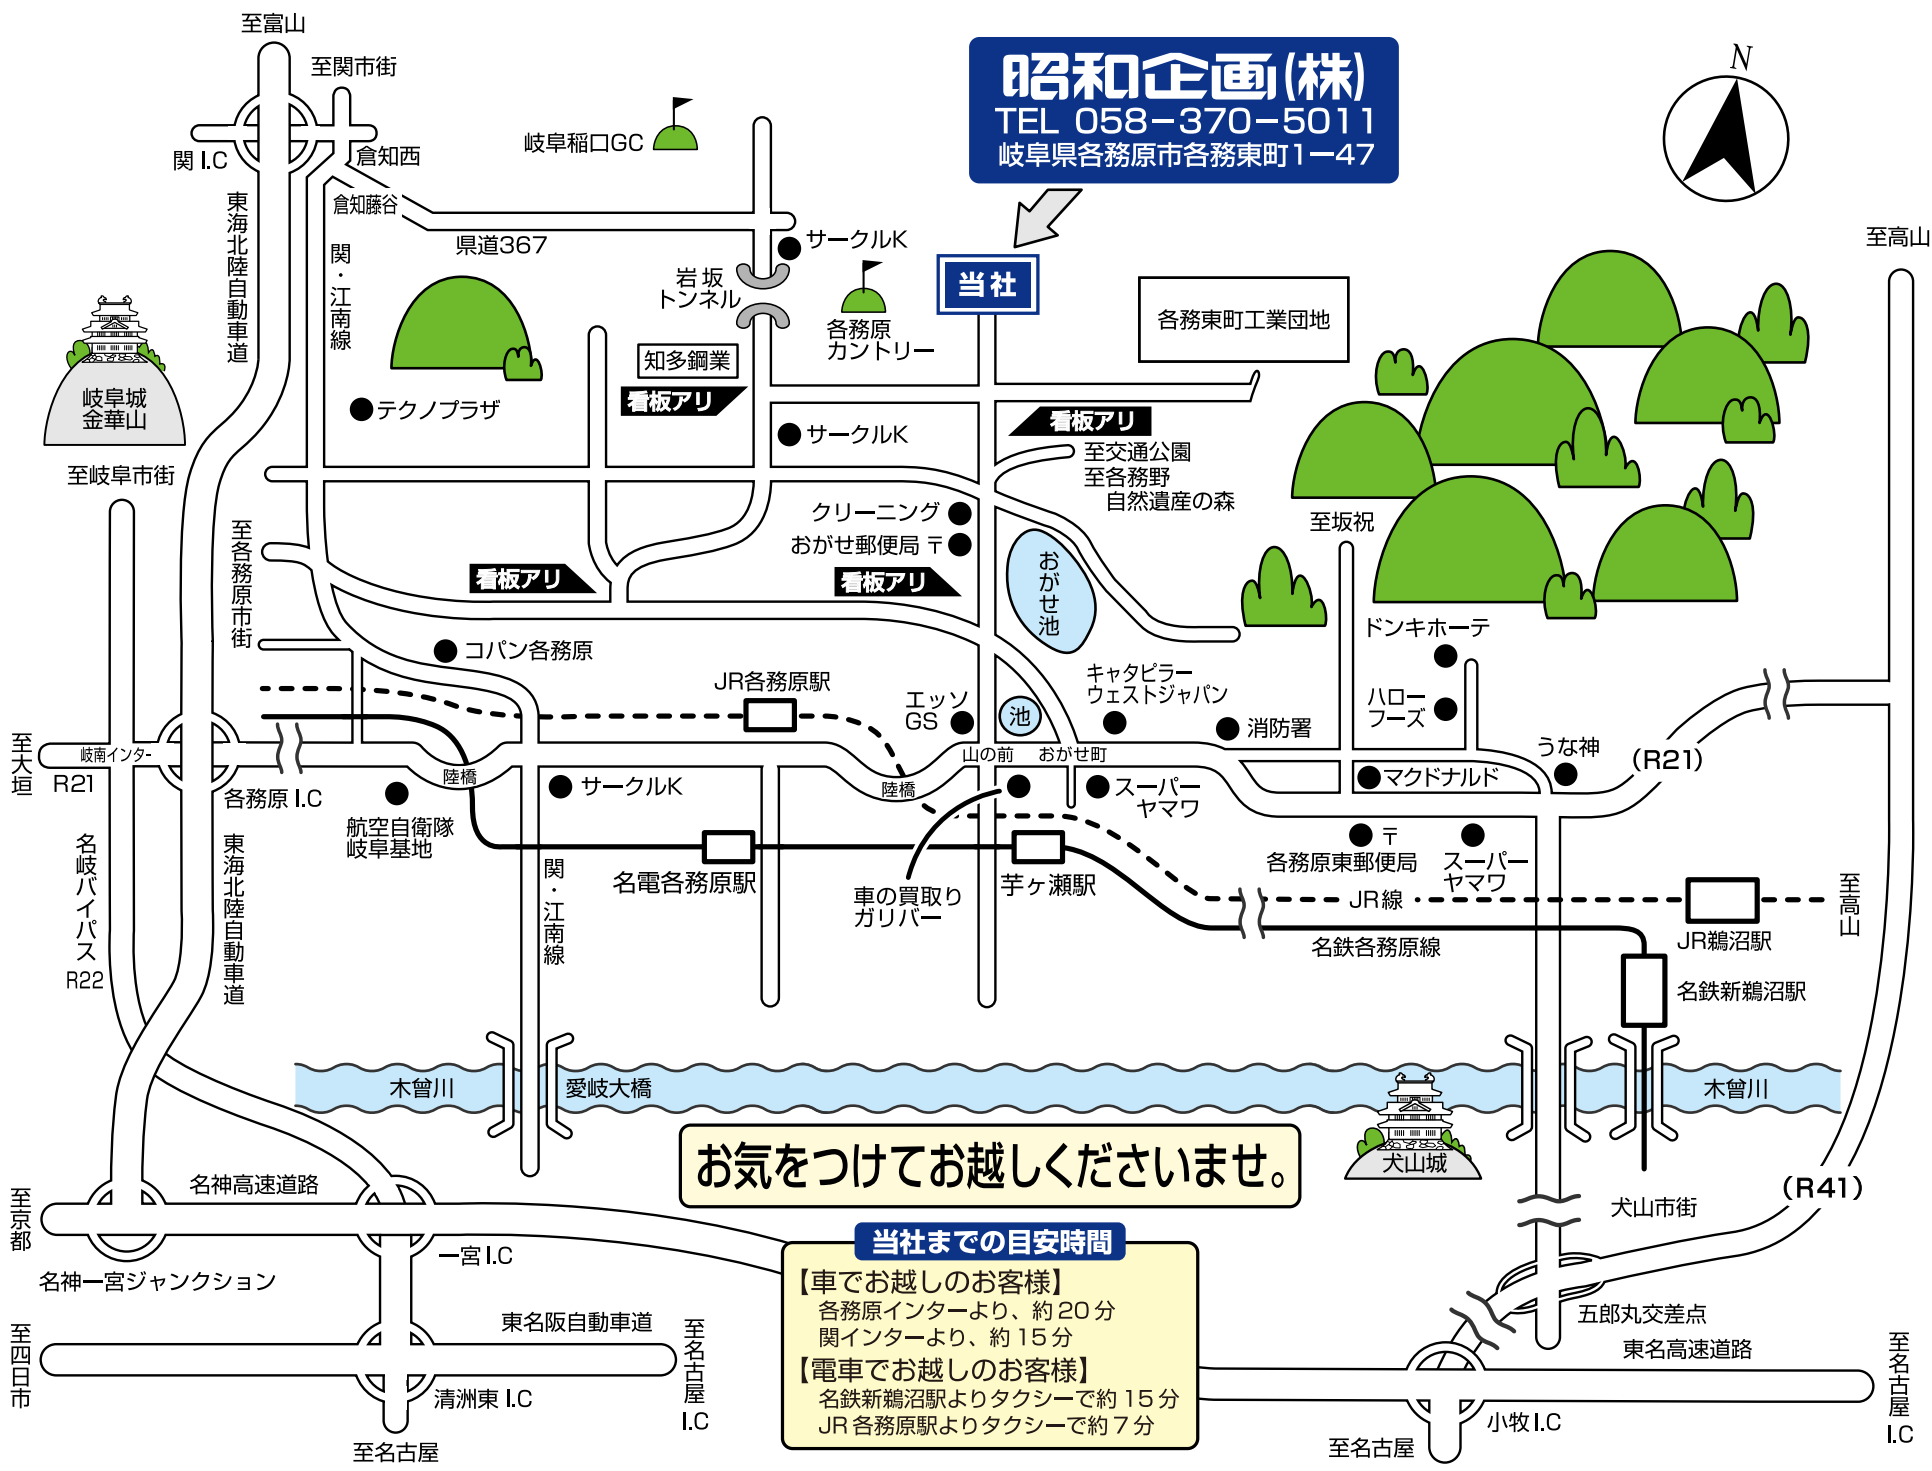 至富山
至関市街
関 I.C
倉知西
倉知藤谷
県道367
東海北陸自動車道
関・江南線
岐阜稲口GC
サークルK
岩坂
トンネル
各務原
カントリー
昭和企画(株)
TEL 058-370-5011
岐阜県各務原市各務東町1-47
N
至高山
当社
各務東町工業団地
知多鋼業
看板アリ
看板アリ
岐阜城
金華山
テクノプラザ
サークルK
至交通公園
至各務野
自然遺産の森
至岐阜市街
至各務原市街
クリーニング
おがせ郵便局 〒
看板アリ
看板アリ
おがせ池
至坂祝
ドンキホーテ
コパン各務原
JR各務原駅
エッソ
GS
池
キャタピラー
ウェストジャパン
消防署
ハロー
フーズ
うな神
(R21)
至大垣
岐南インター
R21
各務原 I.C
陸橋
陸橋
山の前
おがせ町
サークルK
航空自衛隊
岐阜基地
スーパー
ヤマワ
マクドナルド
〒
各務原東郵便局
スーパー
ヤマワ
名岐バイパス
R22
東海北陸自動車道
関・江南線
名電各務原駅
車の買取り
ガリバー
芋ヶ瀬駅
JR線
名鉄各務原線
JR鵜沼駅
至高山
名鉄新鵜沼駅
木曾川
愛岐大橋
木曾川
犬山城
お気をつけてお越しくださいませ。
犬山市街
(R41)
至京都
名神高速道路
名神一宮ジャンクション
一宮 I.C
五郎丸交差点
東名高速道路
至四日市
東名阪自動車道
清洲東 I.C
至名古屋
至名古屋I.C
当社までの目安時間
【車でお越しのお客様】
各務原インターより、約20分
関インターより、約15分
【電車でお越しのお客様】
名鉄新鵜沼駅よりタクシーで約15分
JR各務原駅よりタクシーで約7分
至名古屋
小牧I.C
至名古屋I.C